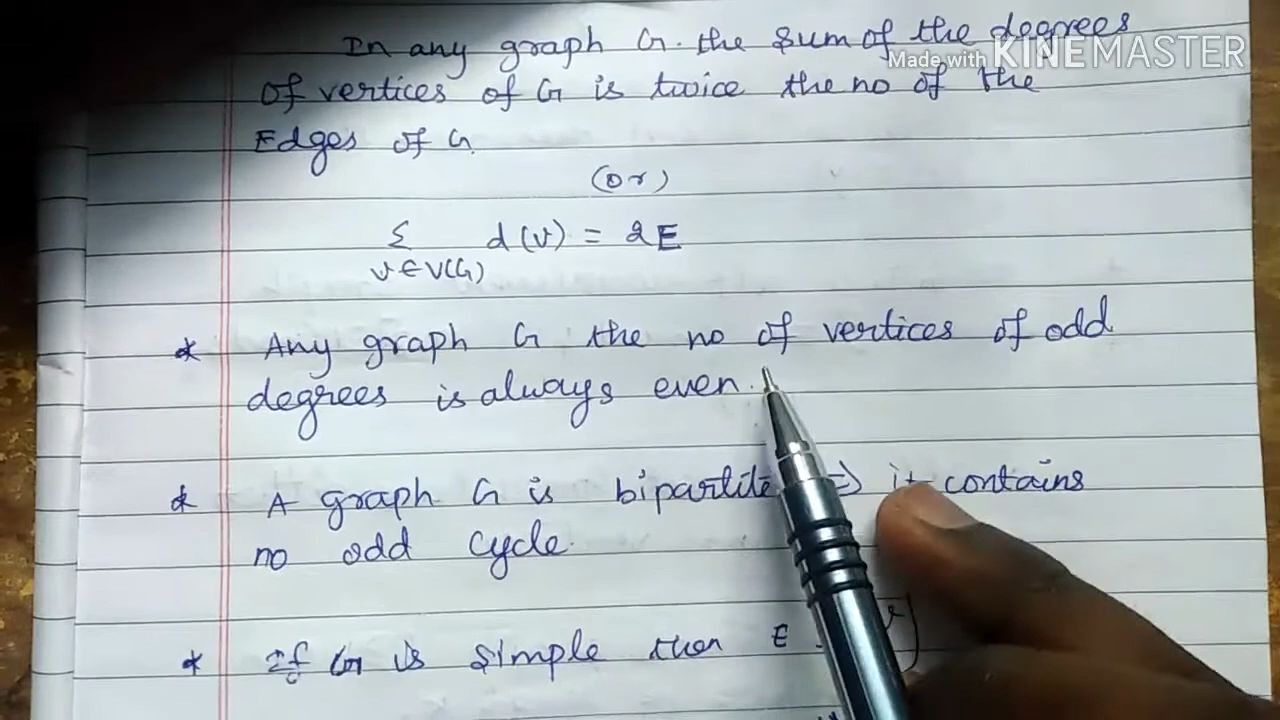 In any graph G. the sum of the degrees
Made with KINEMASTER
of vertices of G is twice the no of the
Edges of G.
(or)
Σ d(v) = 2E
v ∈ V(G)
* Any graph G the no of vertices of odd
degrees is always even.
* A graph G is bipartite ⇒ it contains
no odd cycle.
* If G is simple then E